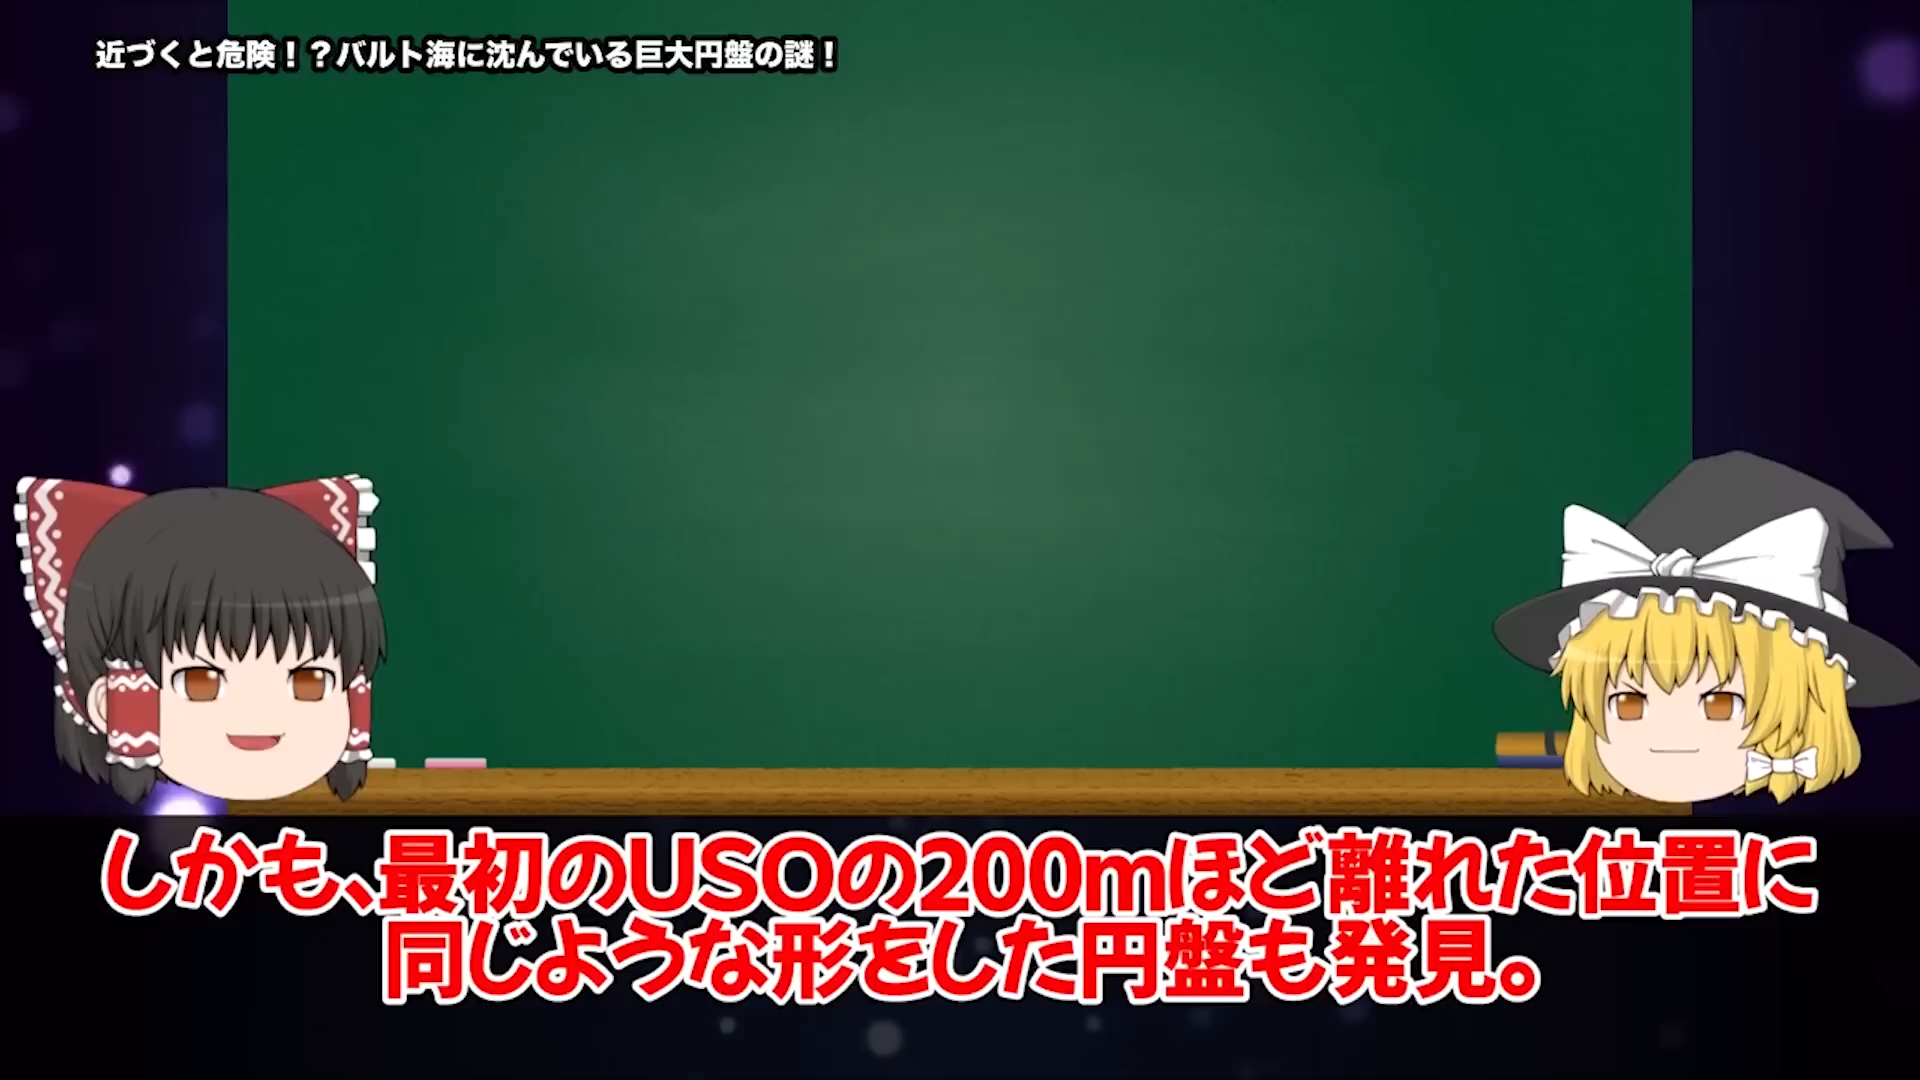 近づくと危険！？バルト海に沈んでいる巨大円盤の謎！
しかも、最初のUSOの200mほど離れた位置に
同じような形をした円盤も発見。